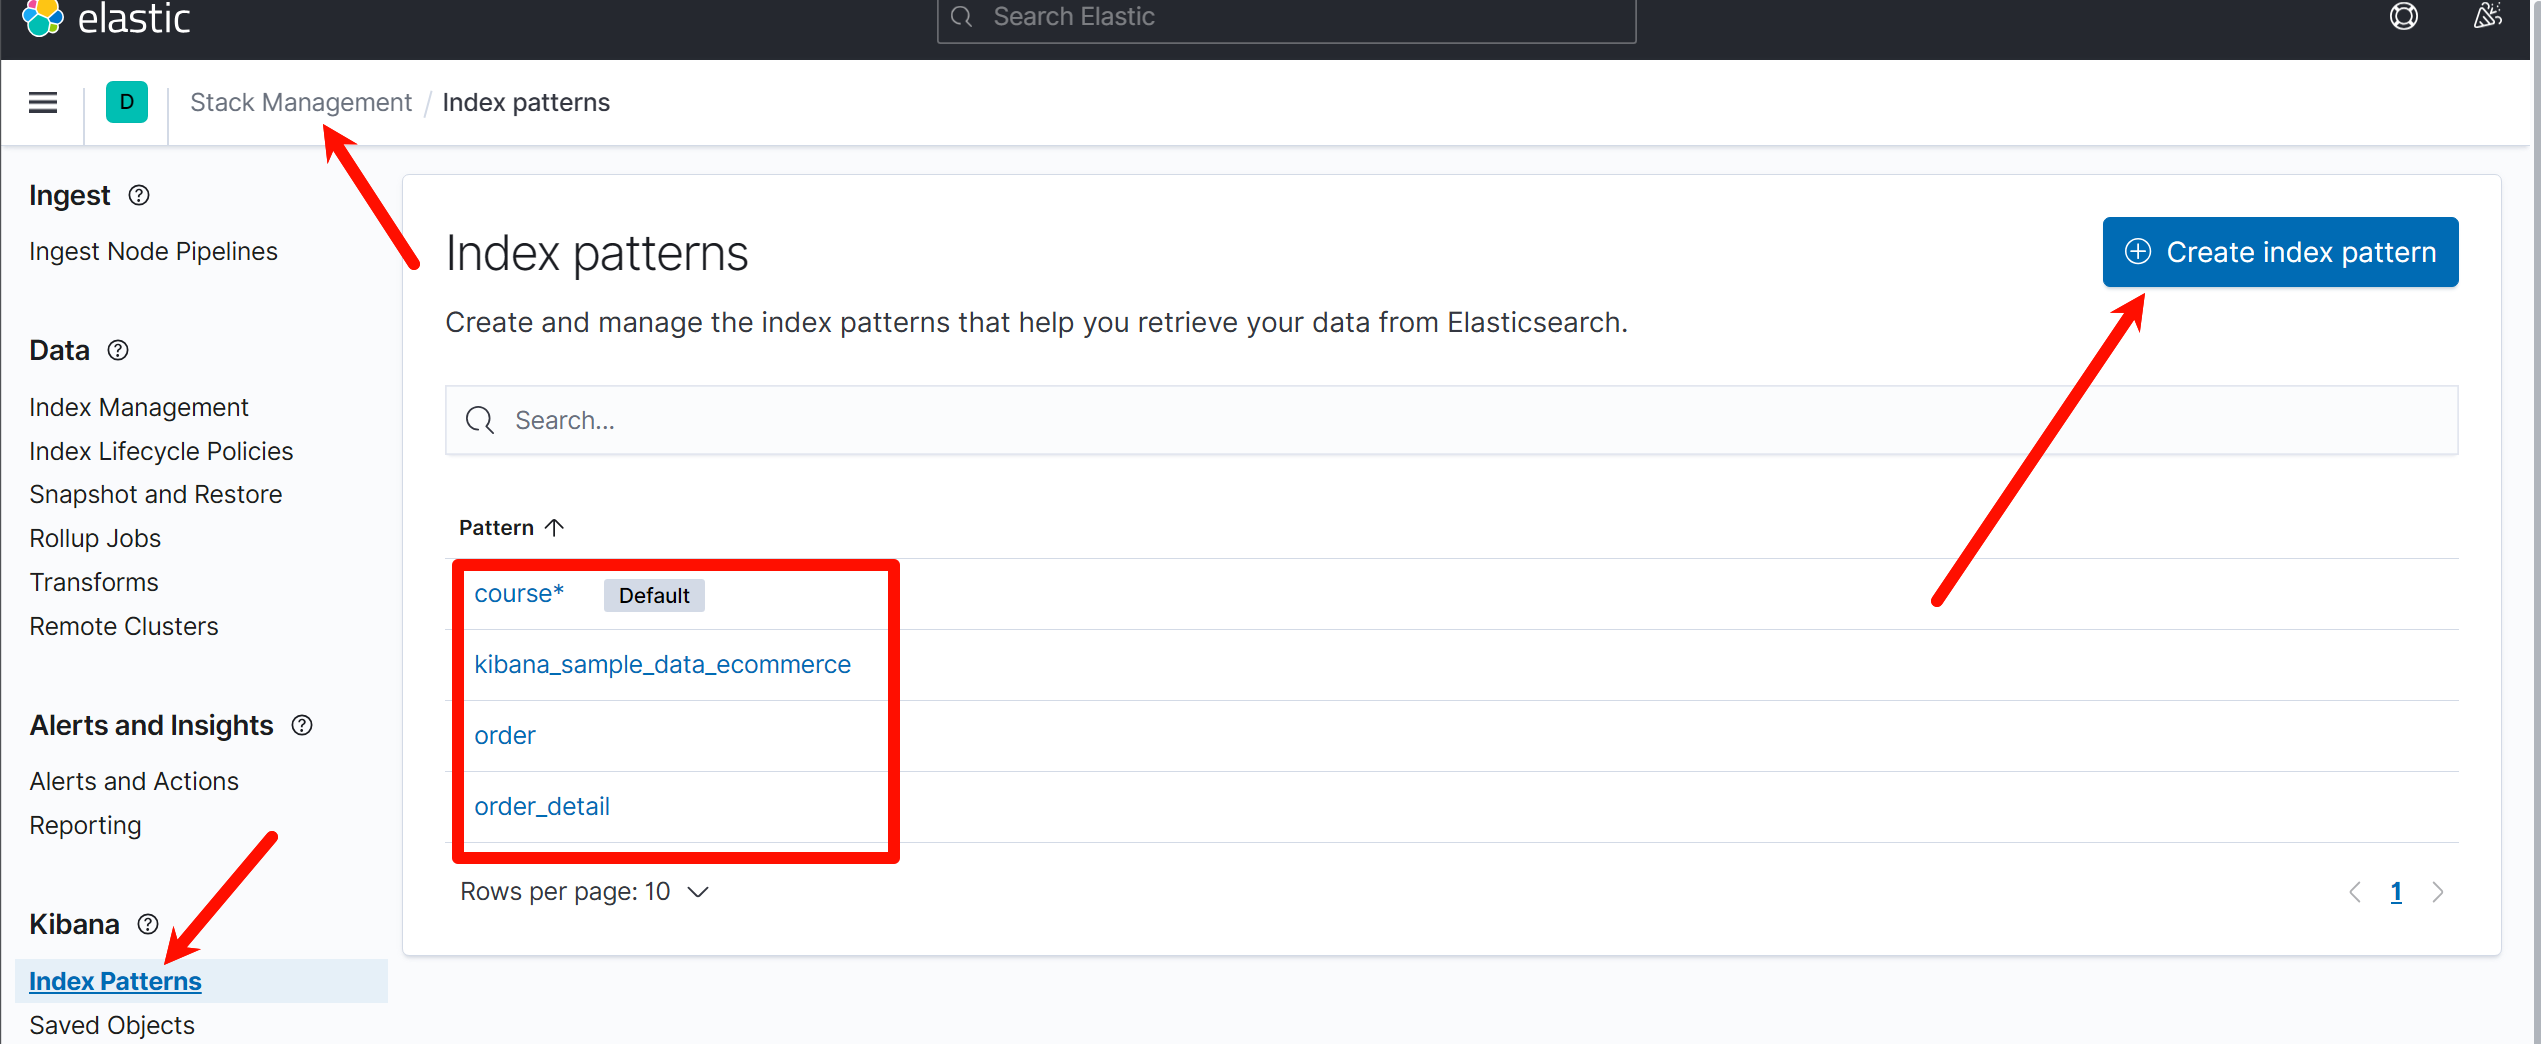 elastic
Search Elastic
D
Stack Management / Index patterns
Ingest
Ingest Node Pipelines
Data
Index Management
Index Lifecycle Policies
Snapshot and Restore
Rollup Jobs
Transforms
Remote Clusters
Alerts and Insights
Alerts and Actions
Reporting
Kibana
Index Patterns
Saved Objects
Index patterns
Create index pattern
Create and manage the index patterns that help you retrieve your data from Elasticsearch.
Search...
Pattern
course* Default
kibana_sample_data_ecommerce
order
order_detail
Rows per page: 10
1